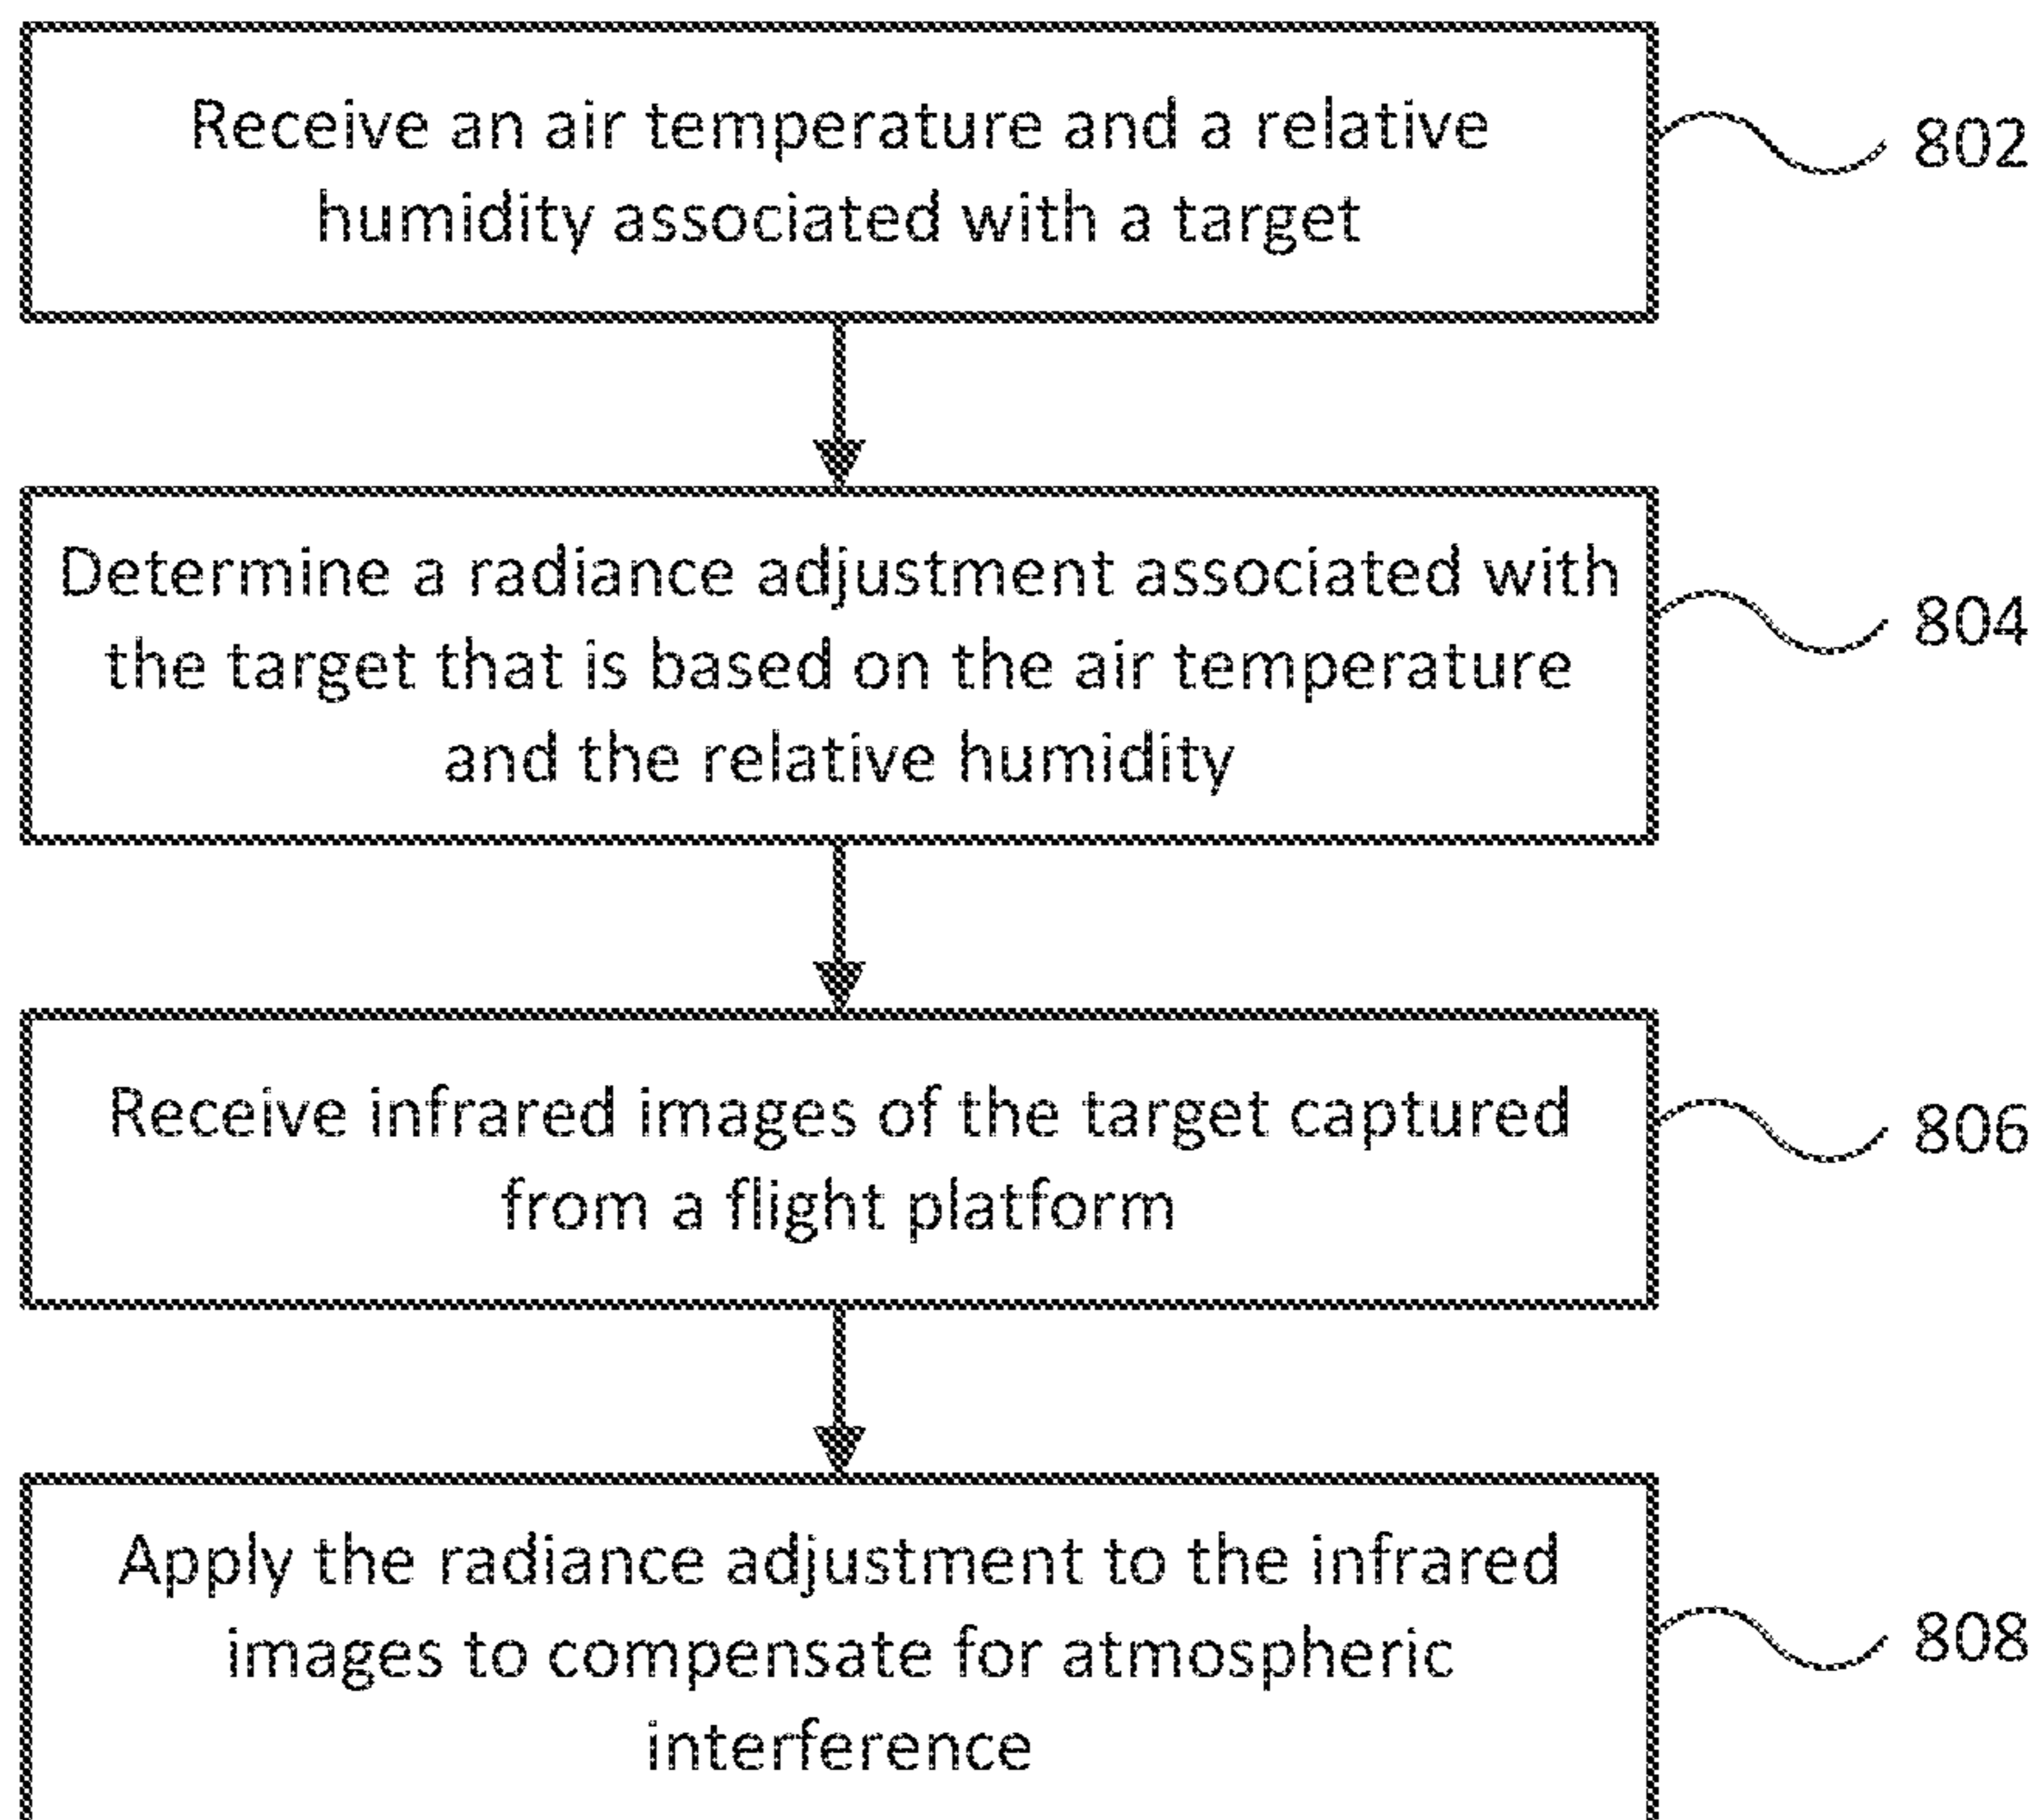 Receive an air temperature and a relative
humidity associated with a target
802
Determine a radiance adjustment associated with
the target that is based on the air temperature
and the relative humidity
804
Receive infrared images of the target captured
from a flight platform
806
Apply the radiance adjustment to the infrared
images to compensate for atmospheric
interference
808